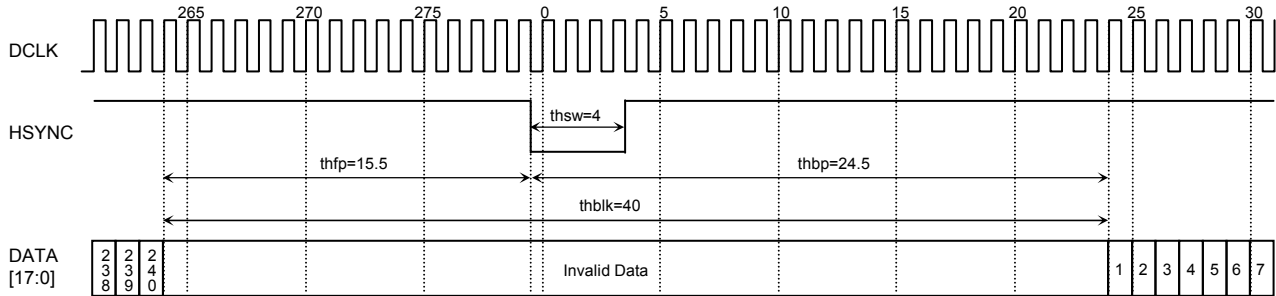 265 270 275 0 5 10 15 20 25 30
DCLK
HSYNC
thsw=4
thfp=15.5 thbp=24.5
thblk=40
DATA
[17:0]
238 239 240 Invalid Data 1 2 3 4 5 6 7